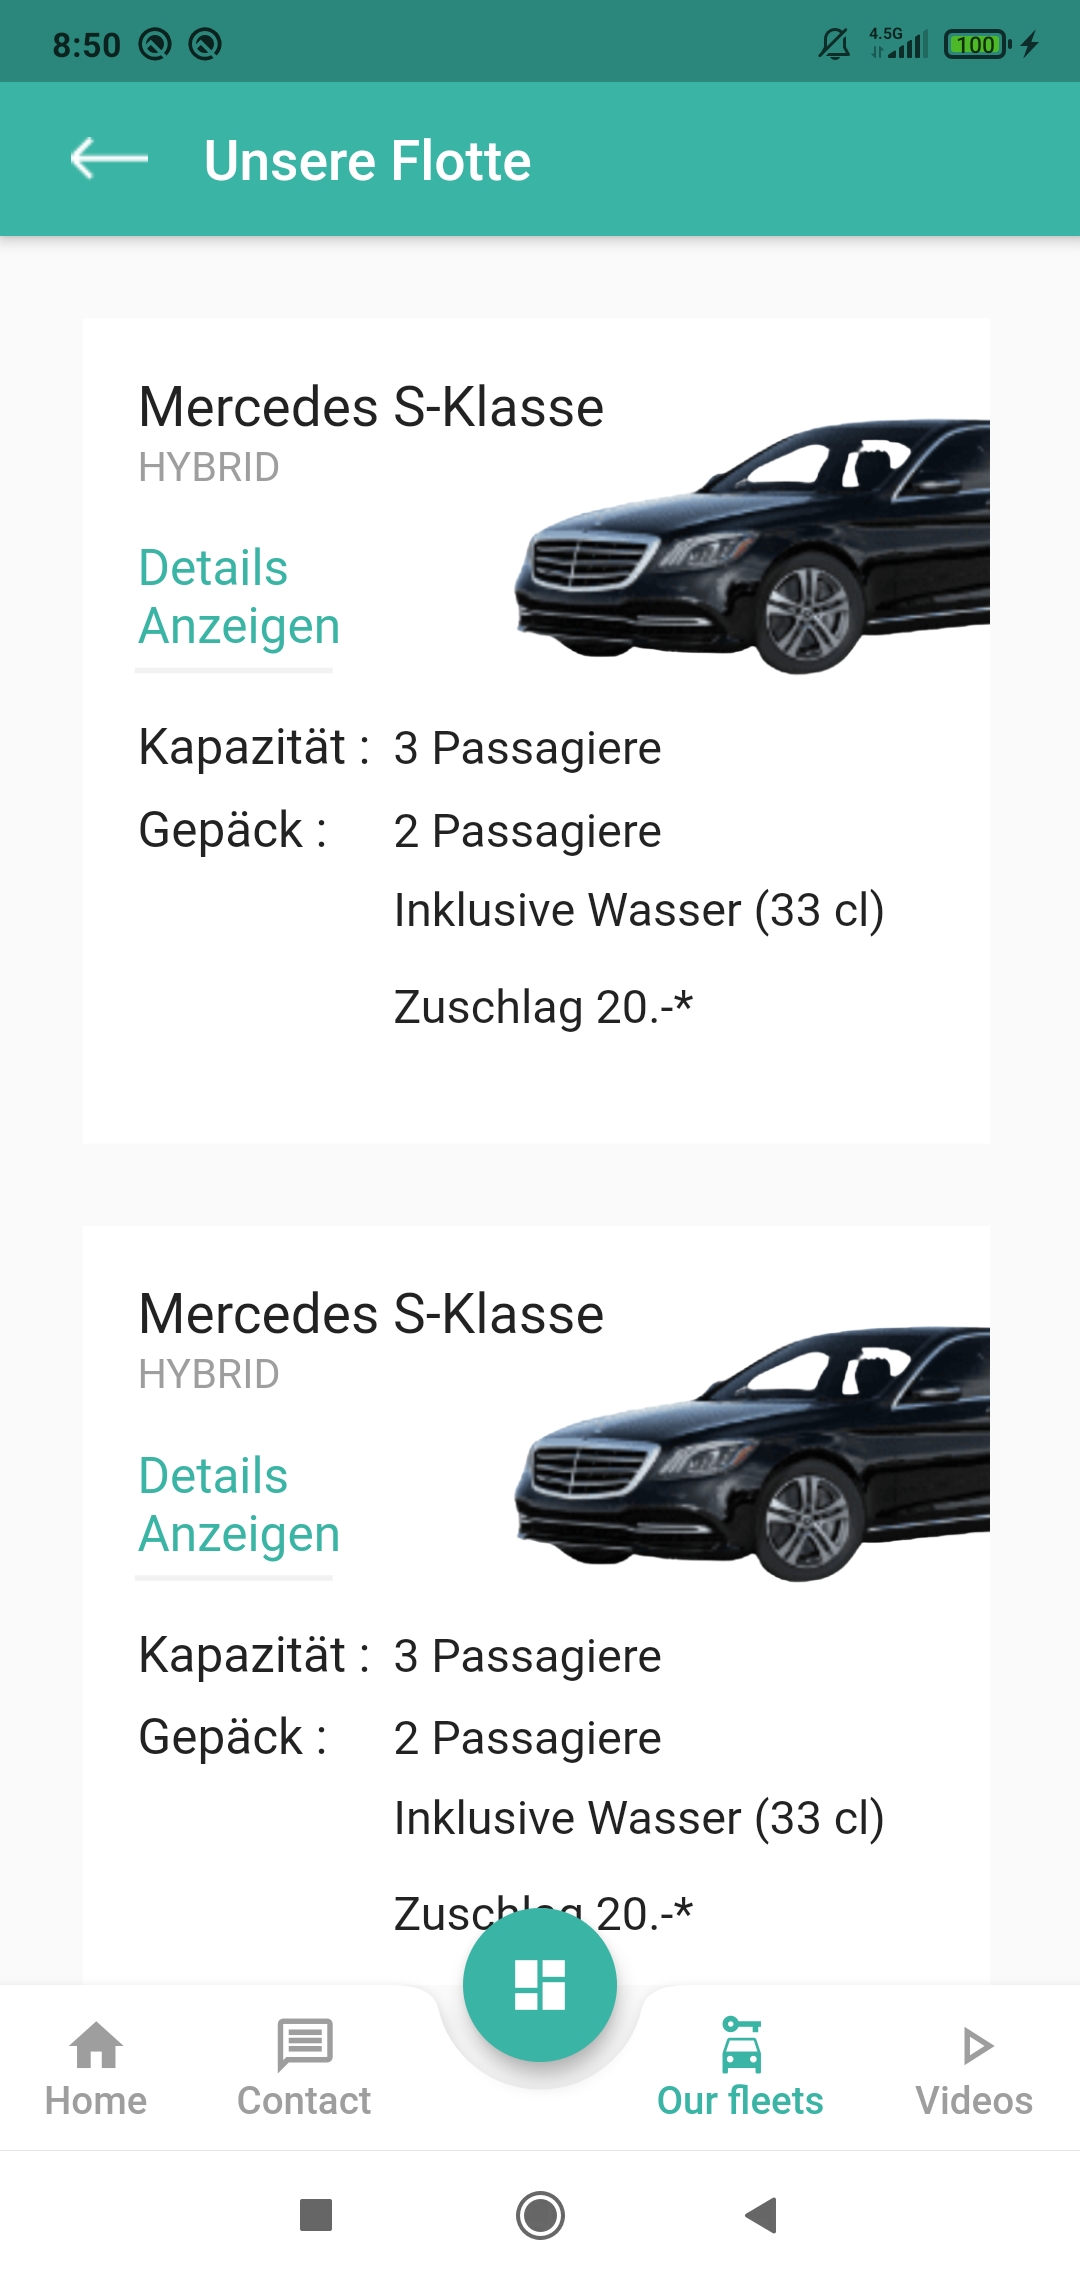 8:50
4.5G
100
Unsere Flotte
Mercedes S-Klasse
HYBRID
Details
Anzeigen
Kapazität : 3 Passagiere
Gepäck : 2 Passagiere
Inklusive Wasser (33 cl)
Zuschlag 20.-*
Mercedes S-Klasse
HYBRID
Details
Anzeigen
Kapazität : 3 Passagiere
Gepäck : 2 Passagiere
Inklusive Wasser (33 cl)
Zuschlag 20.-*
Home
Contact
Our fleets
Videos